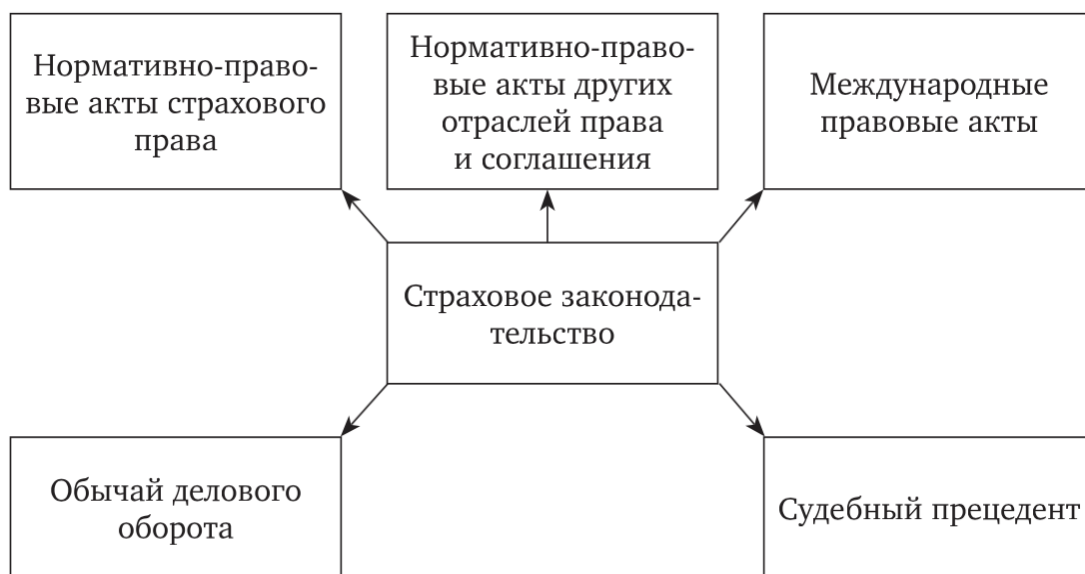 Нормативно-право-
вые акты страхового
права
Нормативно-право-
вые акты других
отраслей права
и соглашения
Международные
правовые акты
Страховое законода-
тельство
Обычай делового
оборота
Судебный прецедент